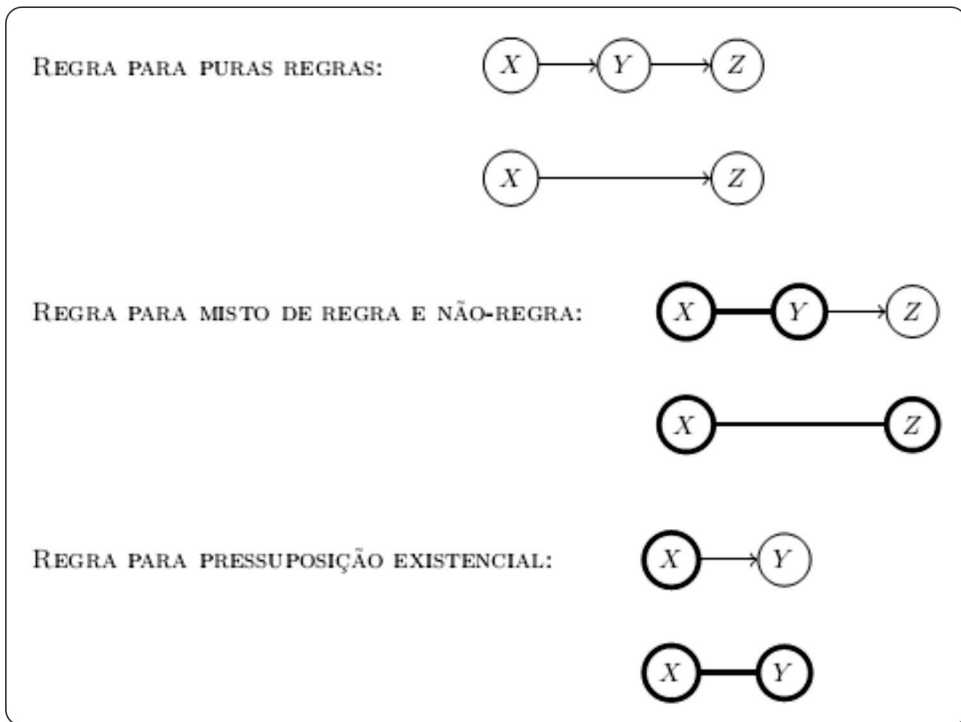 REGRA PARA PURAS REGRAS: X Y Z
X Z
REGRA PARA MISTO DE REGRA E NÃO-REGRA: X Y Z
X Z
REGRA PARA PRESSUPOSIÇÃO EXISTENCIAL: X Y
X Y